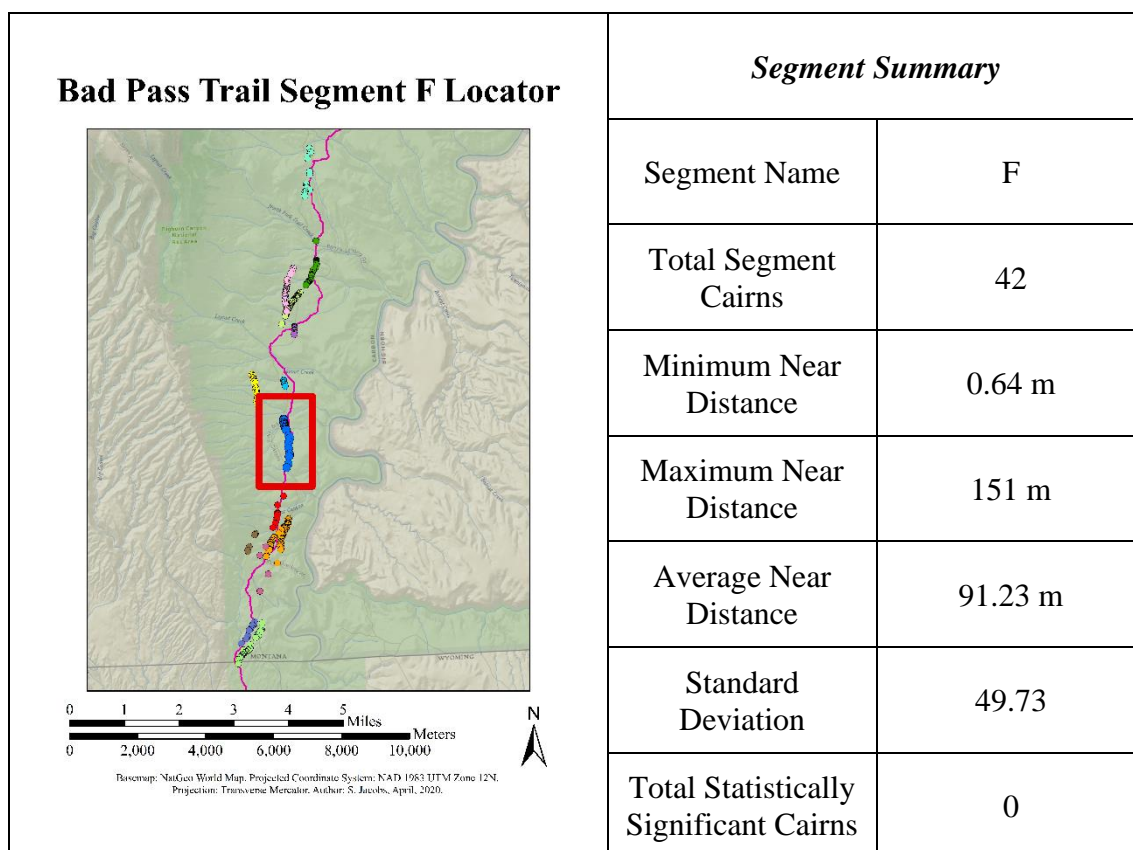 Bad Pass Trail Segment F Locator
MONTANA
WYOMING
0 1 2 3 4 5
Miles
Meters
0 2,000 4,000 6,000 8,000 10,000
N
Basemap: NatGeo World Map. Projected Coordinate System: NAD 1983 UTM Zone 12N.
Projection: Transverse Mercator. Author: S. Jacobs, April, 2020.
Segment Summary
Segment Name
F
Total Segment
Cairns
42
Minimum Near
Distance
0.64 m
Maximum Near
Distance
151 m
Average Near
Distance
91.23 m
Standard
Deviation
49.73
Total Statistically
Significant Cairns
0